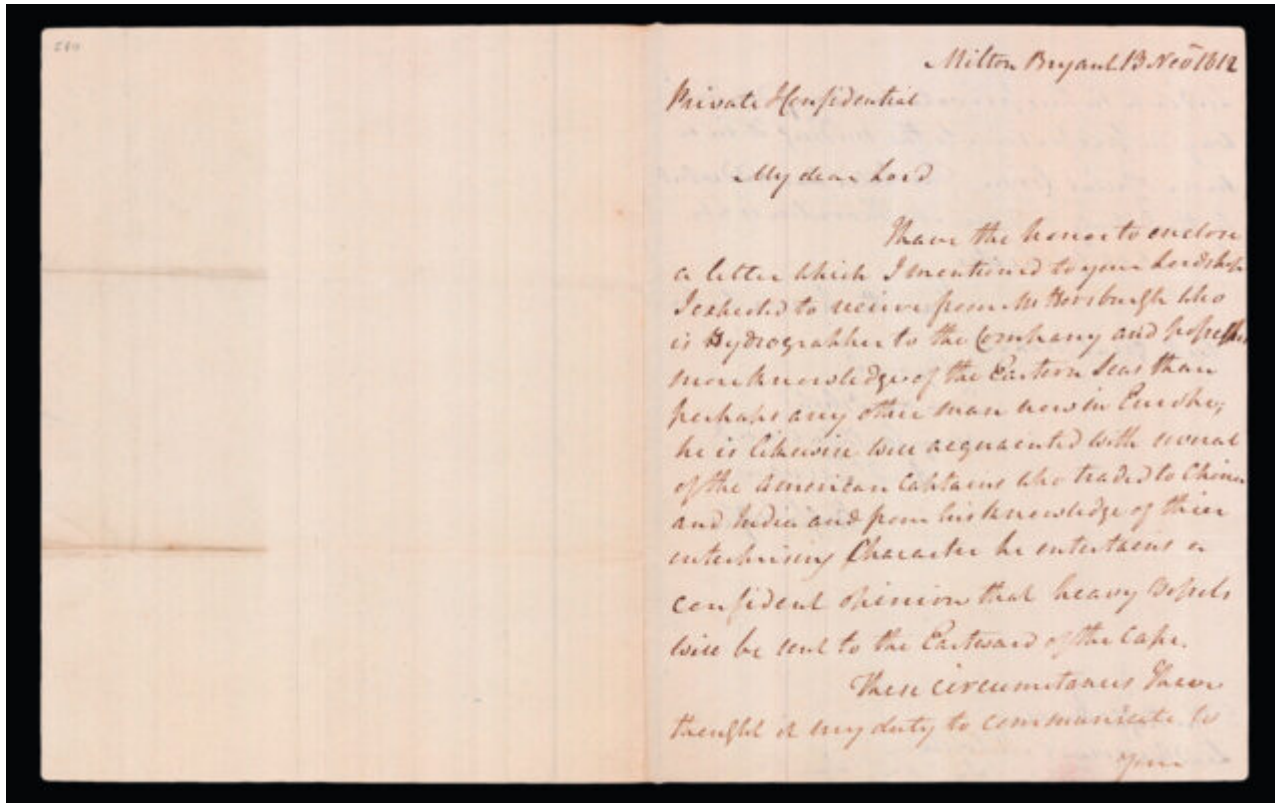 Milton Bryant 13 Nov 1812
Private & Confidential
My dear Lord
I have the honor to enclose
a letter which I mentioned to your Lordship
I expected to receive from Mr Horsburgh who
is Hydrographer to the Company and possesses
more knowledge of the Eastern Seas than
perhaps any other man now in Europe,
he is likewise well acquainted with several
of the American Captains who traded to China
and India and from his knowledge of thier
enterprising Character he entertains a
confident opinion that heavy vessels
will be sent to the Eastward of the Cape.
These circumstances I have
thought it my duty to communicate to
your